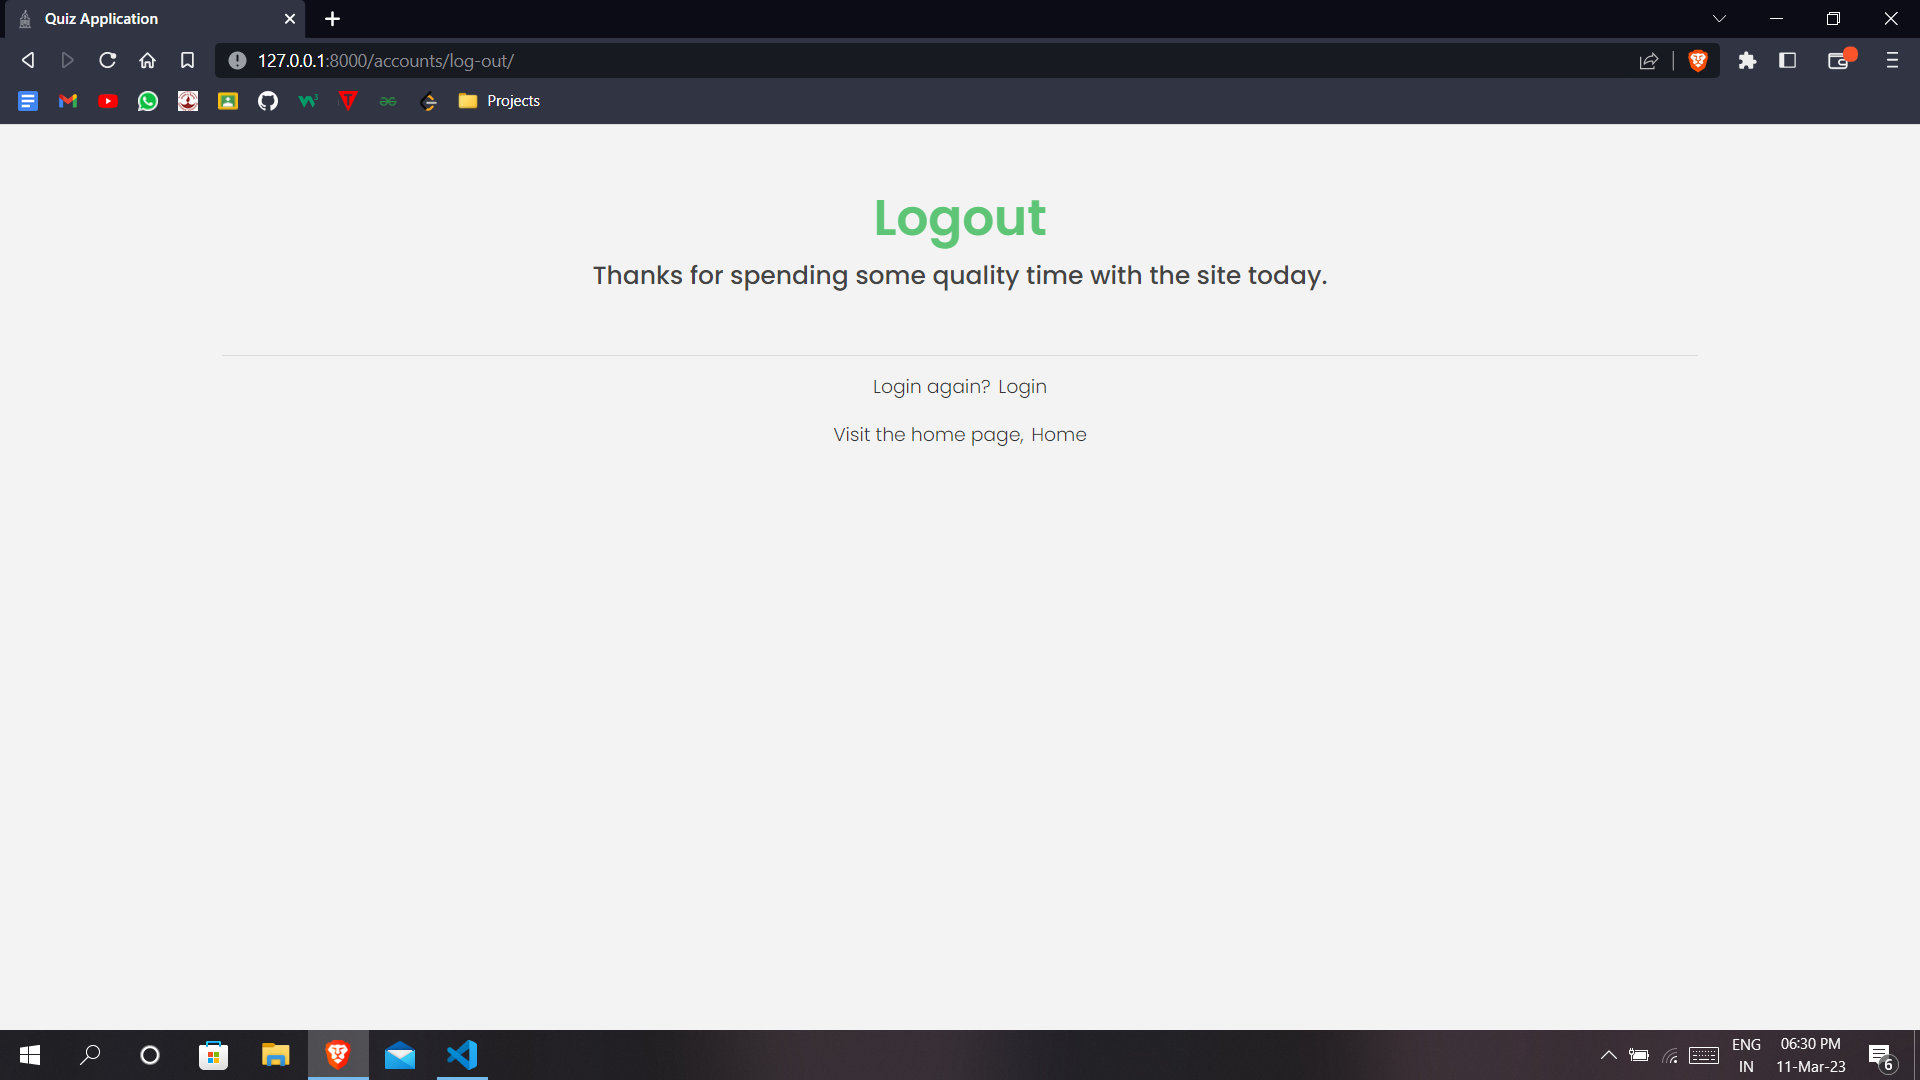 Quiz Application
127.0.0.1:8000/accounts/log-out/
Projects
Logout
Thanks for spending some quality time with the site today.
Login again? Login
Visit the home page, Home
ENG
IN
06:30 PM
11-Mar-23
6